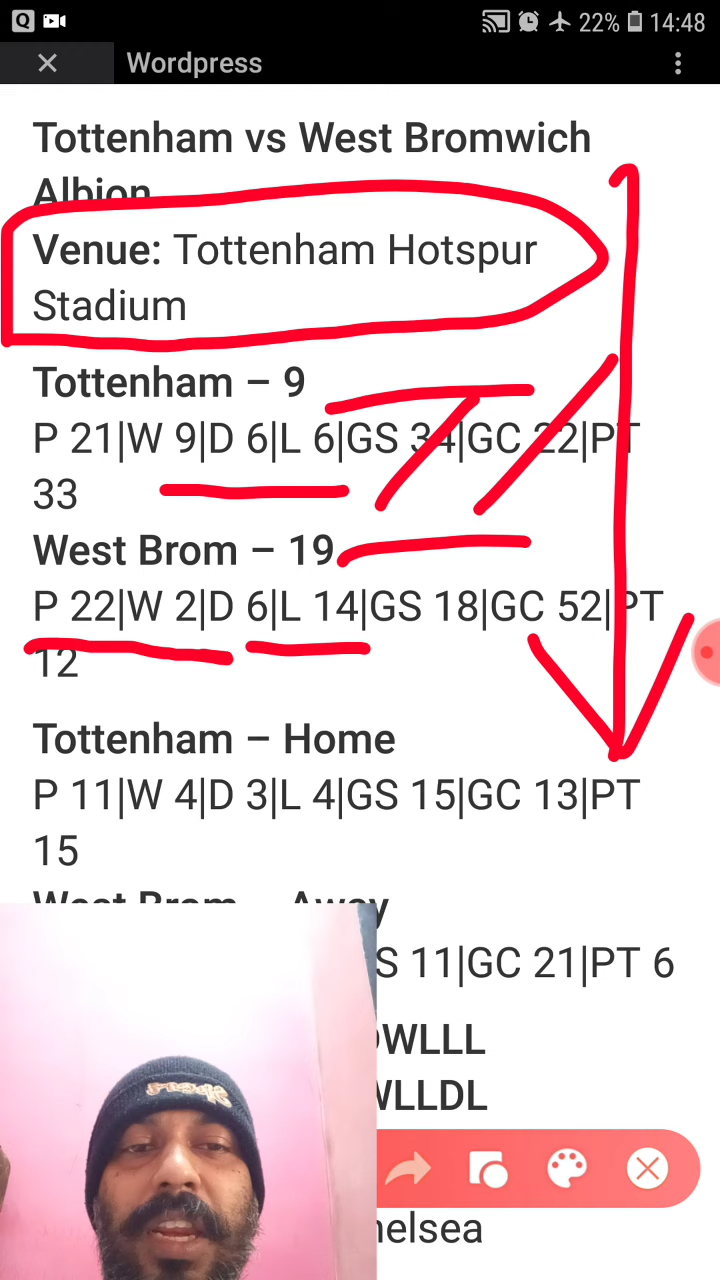 22% 14:48
Wordpress
Tottenham vs West Bromwich
Albion
Venue: Tottenham Hotspur
Stadium
Tottenham – 9
P 21|W 9|D 6|L 6|GS 34|GC 22|PT
33
West Brom – 19
P 22|W 2|D 6|L 14|GS 18|GC 52|PT
12
Tottenham – Home
P 11|W 4|D 3|L 4|GS 15|GC 13|PT
15
West Brom – Away
S 11|GC 21|PT 6
WLLL
WLLDL
helsea